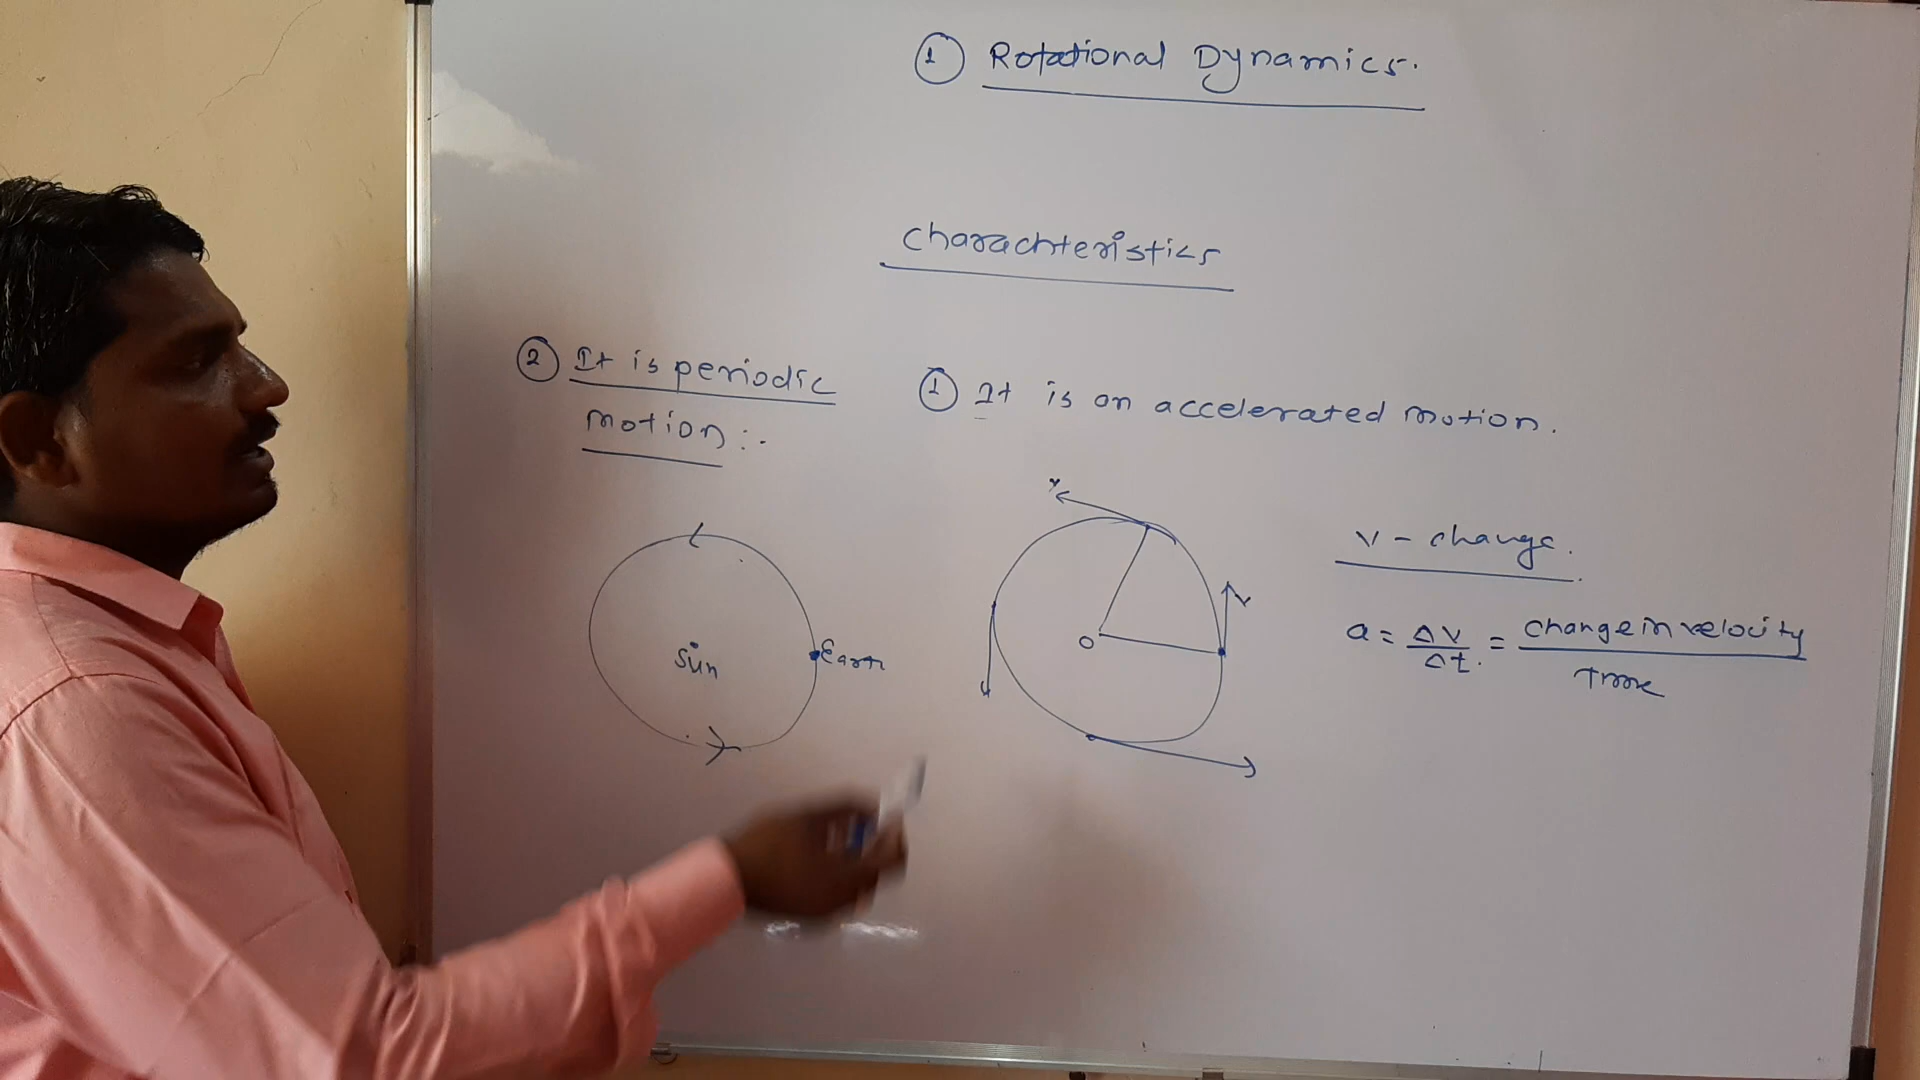 ① Rotational Dynamics.
Charachteristics
② It is periodic
motion :-
Sun
Earth
① It is an accelerated motion.
v
O
v
v - change.
a = Δv/Δt. = change in velocity / Time